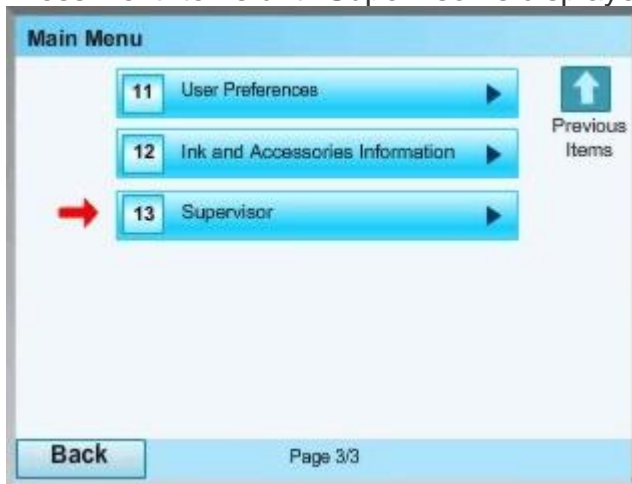 Main Menu
11 User Preferences
Previous
Items
12 Ink and Accessories Information
13 Supervisor
Back
Page 3/3